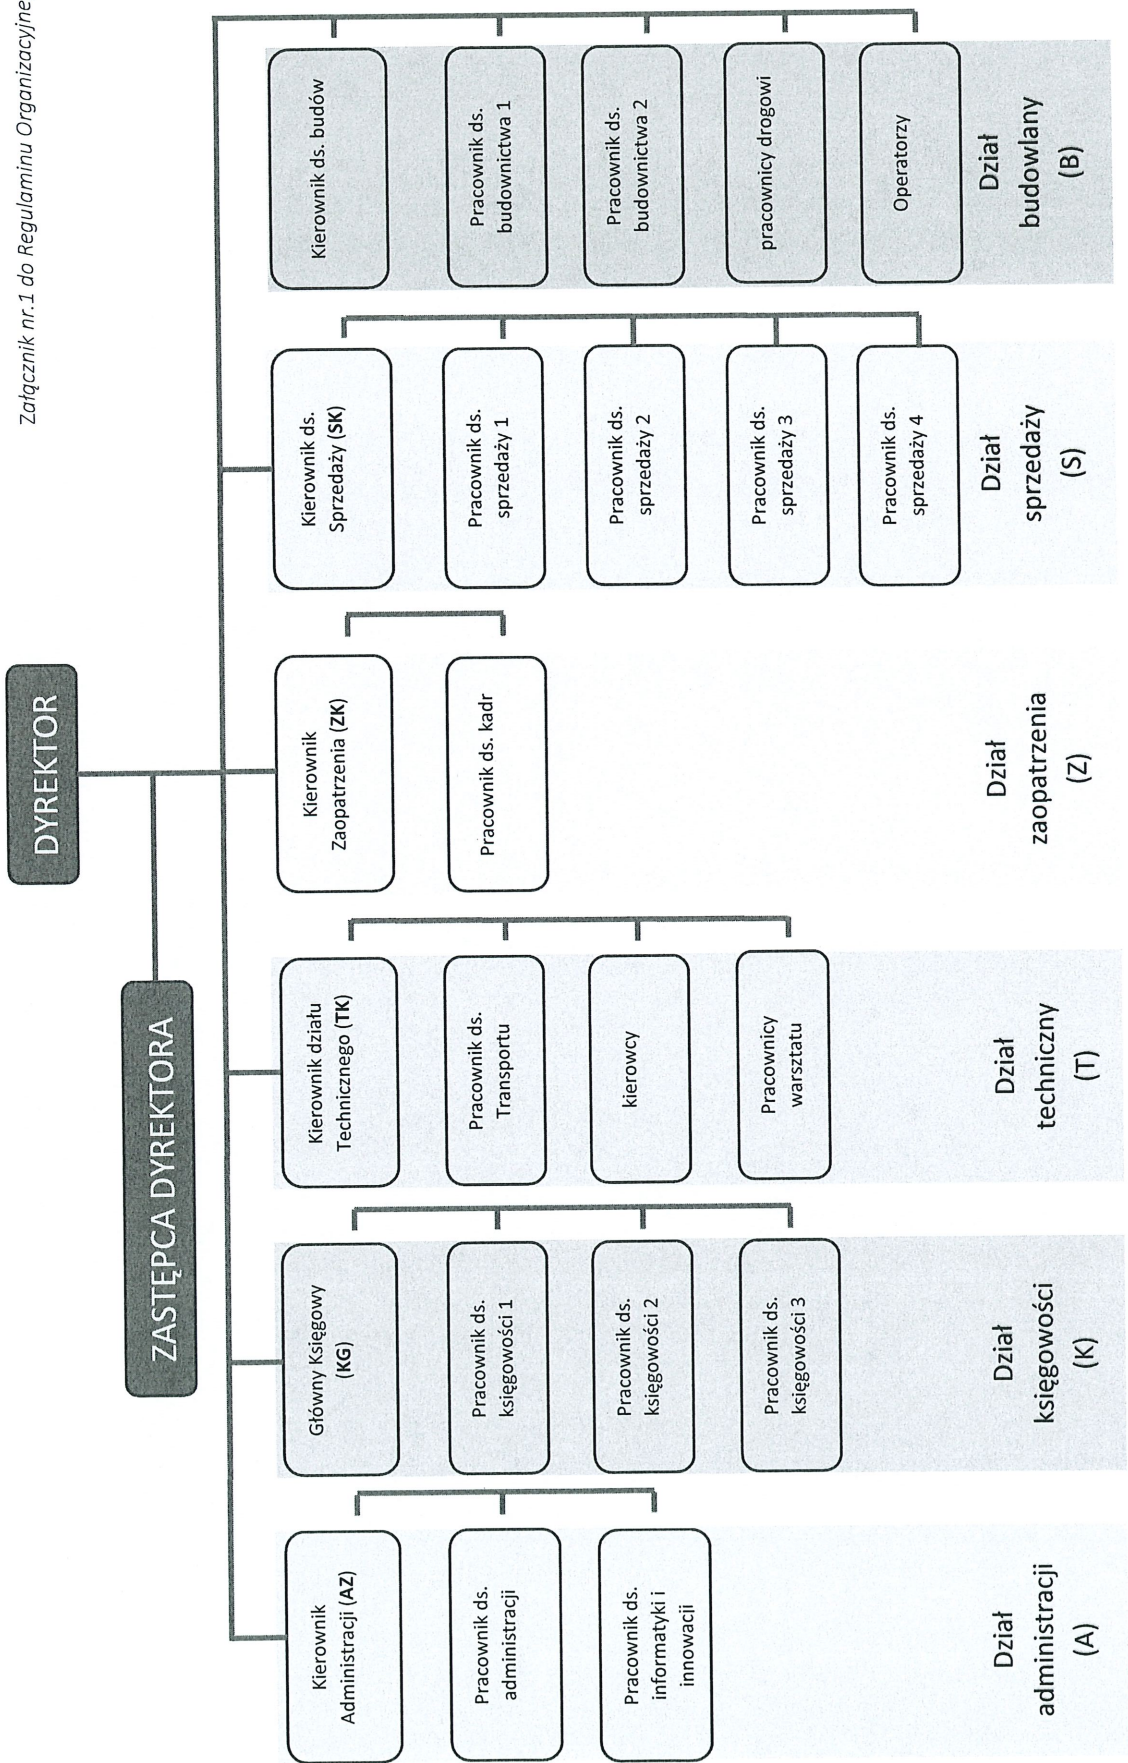 Załącznik nr.1 do Regulaminu Organizacyjne
DYREKTOR
ZASTĘPCA DYREKTORA
Kierownik
Administracji (AZ)
Pracownik ds.
administracji
Pracownik ds.
informatyki i
innowacii
Dział
administracji
(A)
Główny Księgowy
(KG)
Pracownik ds.
księgowości 1
Pracownik ds.
księgowości 2
Pracownik ds.
księgowości 3
Dział
księgowości
(K)
Kierownik działu
Technicznego (TK)
Pracownik ds.
Transportu
kierowcy
Pracownicy
warsztatu
Dział
techniczny
(T)
Kierownik
Zaopatrzenia (ZK)
Pracownik ds. kadr
Dział
zaopatrzenia
(Z)
Kierownik ds.
Sprzedaży (SK)
Pracownik ds.
sprzedaży 1
Pracownik ds.
sprzedaży 2
Pracownik ds.
sprzedaży 3
Pracownik ds.
sprzedaży 4
Dział
sprzedaży
(S)
Kierownik ds. budów
Pracownik ds.
budownictwa 1
Pracownik ds.
budownictwa 2
pracownicy drogowi
Operatorzy
Dział
budowlany
(B)